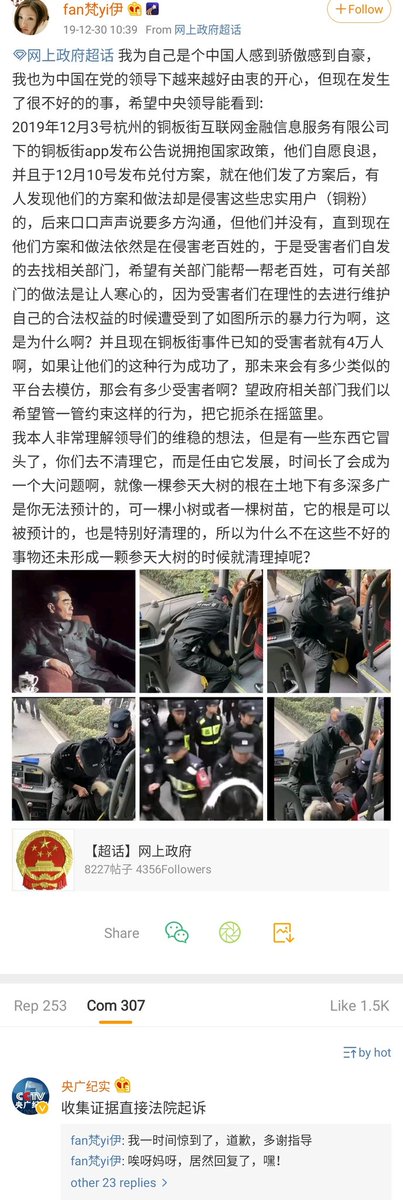 fan梵yi伊
+Follow
19-12-30 10:39 From 网上政府超话
网上政府超话 我为自己是个中国人感到骄傲感到自豪，
我也为中国在党的领导下越来越好由衷的开心，但现在发生
了很不好的的事，希望中央领导能看到:
2019年12月3号杭州的铜板街互联网金融信息服务有限公司
下的铜板街app发布公告说拥抱国家政策，他们自愿良退，
并且于12月10号发布兑付方案，就在他们发了方案后，有
人发现他们的方案和做法却是侵害这些忠实用户（铜粉）
的，后来口口声声说要多方沟通，但他们并没有，直到现在
他们方案和做法依然是在侵害老百姓的，于是受害者们自发
的去找相关部门，希望有关部门能帮一帮老百姓，可有关部
门的做法是让人寒心的，因为受害者们在理性的去进行维护
自己的合法权益的时候遭受到了如图所示的暴力行为啊，这
是为什么啊？并且现在铜板街事件已知的受害者就有4万人
啊，如果让他们的这种行为成功了，那未来会有多少类似的
平台去模仿，那会有多少受害者啊？望政府相关部门我们以
希望管一管约束这样的行为，把它扼杀在摇篮里。
我本人非常理解领导们的维稳的想法，但是有一些东西它冒
头了，你们去不清理它，而是任由它发展，时间长了会成为
一个大问题啊，就像一棵参天大树的根在土地下有多深多广
是你无法预计的，可一棵小树或者一棵树苗，它的根是可以
被预计的，也是特别好清理的，所以为什么不在这些不好的
事物还未形成一颗参天大树的时候就清理掉呢？
【超话】网上政府
8227帖子 4356Followers
Share
Rep 253 Com 307 Like 1.5K
by hot
央广纪实
CCTV
央广纪实
收集证据直接法院起诉
fan梵yi伊: 我一时间惊到了，道歉，多谢指导
fan梵yi伊: 唉呀妈呀，居然回复了，嘿！
other 23 replies >